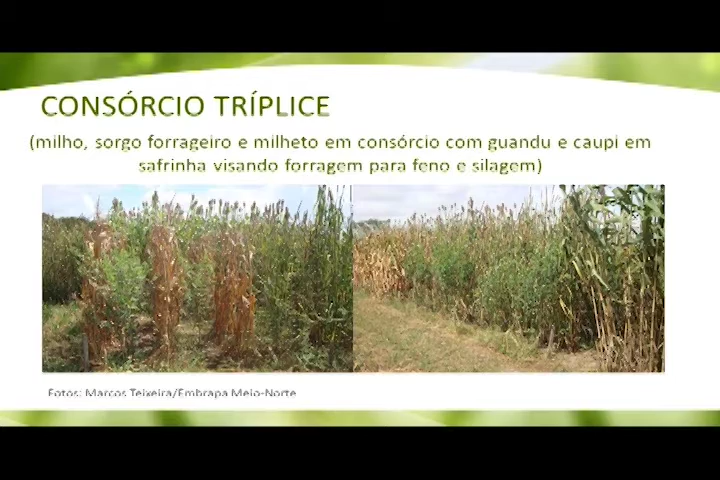 CONSÓRCIO TRÍPLICE
(milho, sorgo forrageiro e milheto em consórcio com guandu e caupi em
safrinha visando forragem para feno e silagem)
Fotos: Marcos Teixeira/Embrapa Meio-Norte